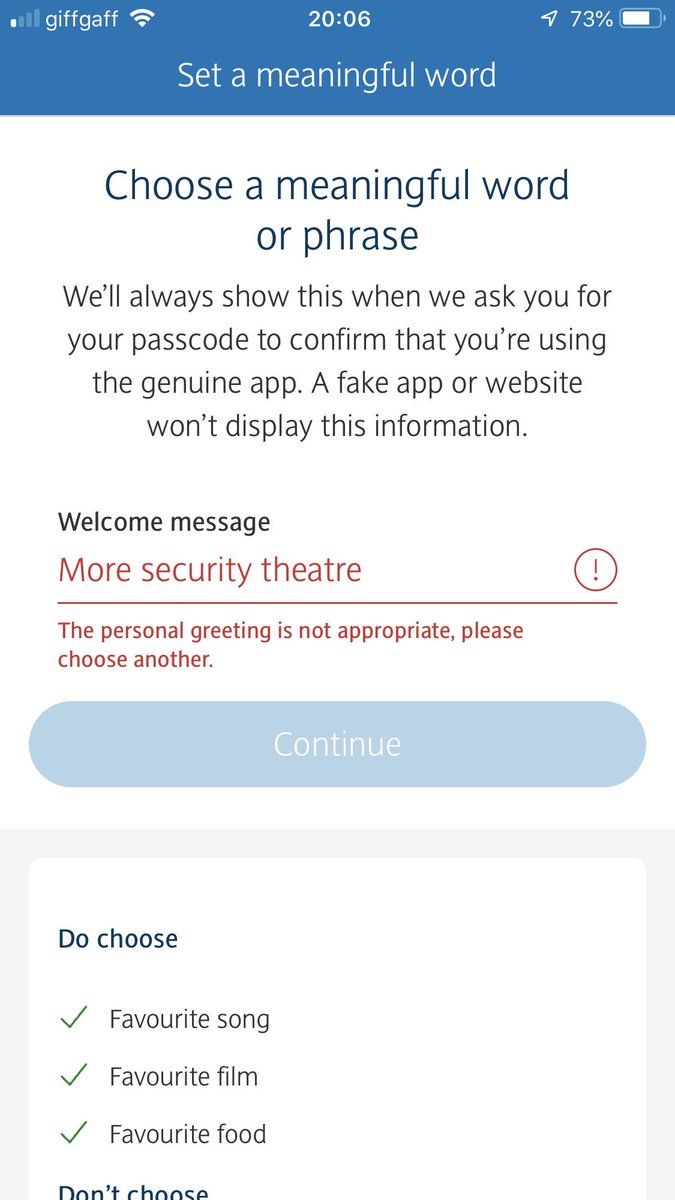 giffgaff 20:06 73%
Set a meaningful word
Choose a meaningful word
or phrase
We’ll always show this when we ask you for
your passcode to confirm that you’re using
the genuine app. A fake app or website
won’t display this information.
Welcome message
More security theatre
!
The personal greeting is not appropriate, please
choose another.
Continue
Do choose
Favourite song
Favourite film
Favourite food
Don’t choose